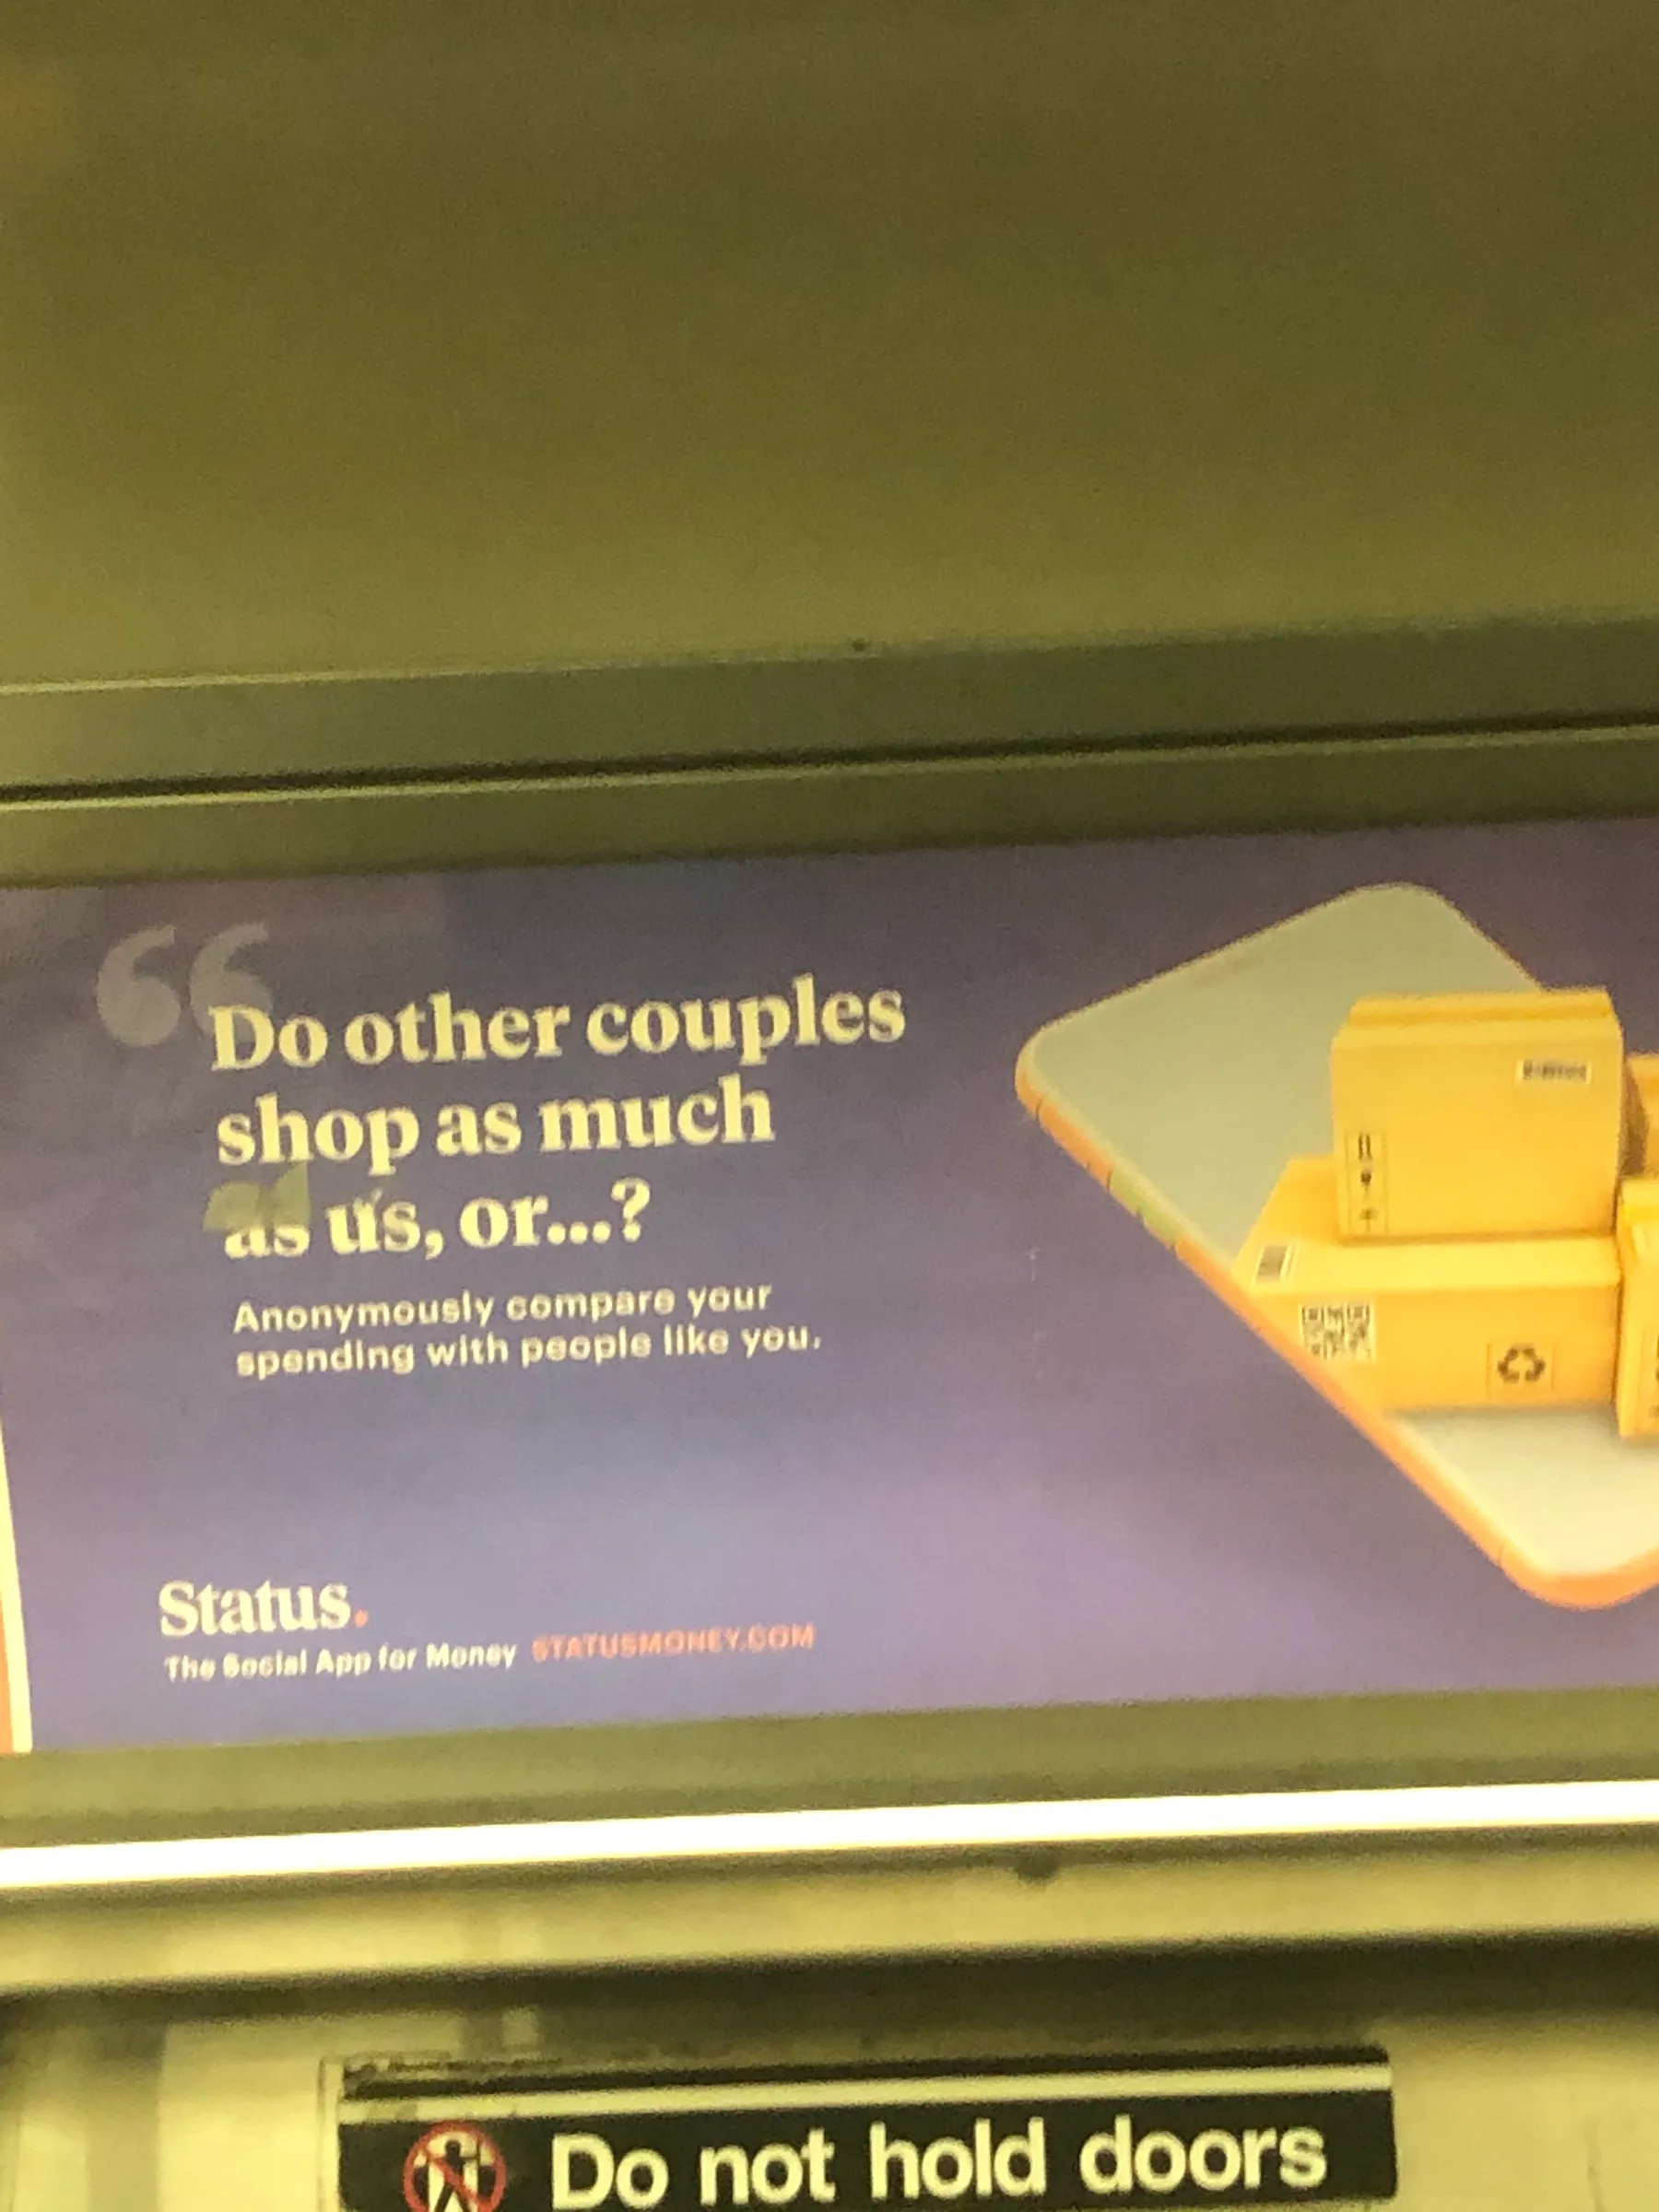 “Do other couples
shop as much
as us, or...?
Anonymously compare your
spending with people like you.
Status.
The Social App for Money STATUSMONEY.COM
Do not hold doors